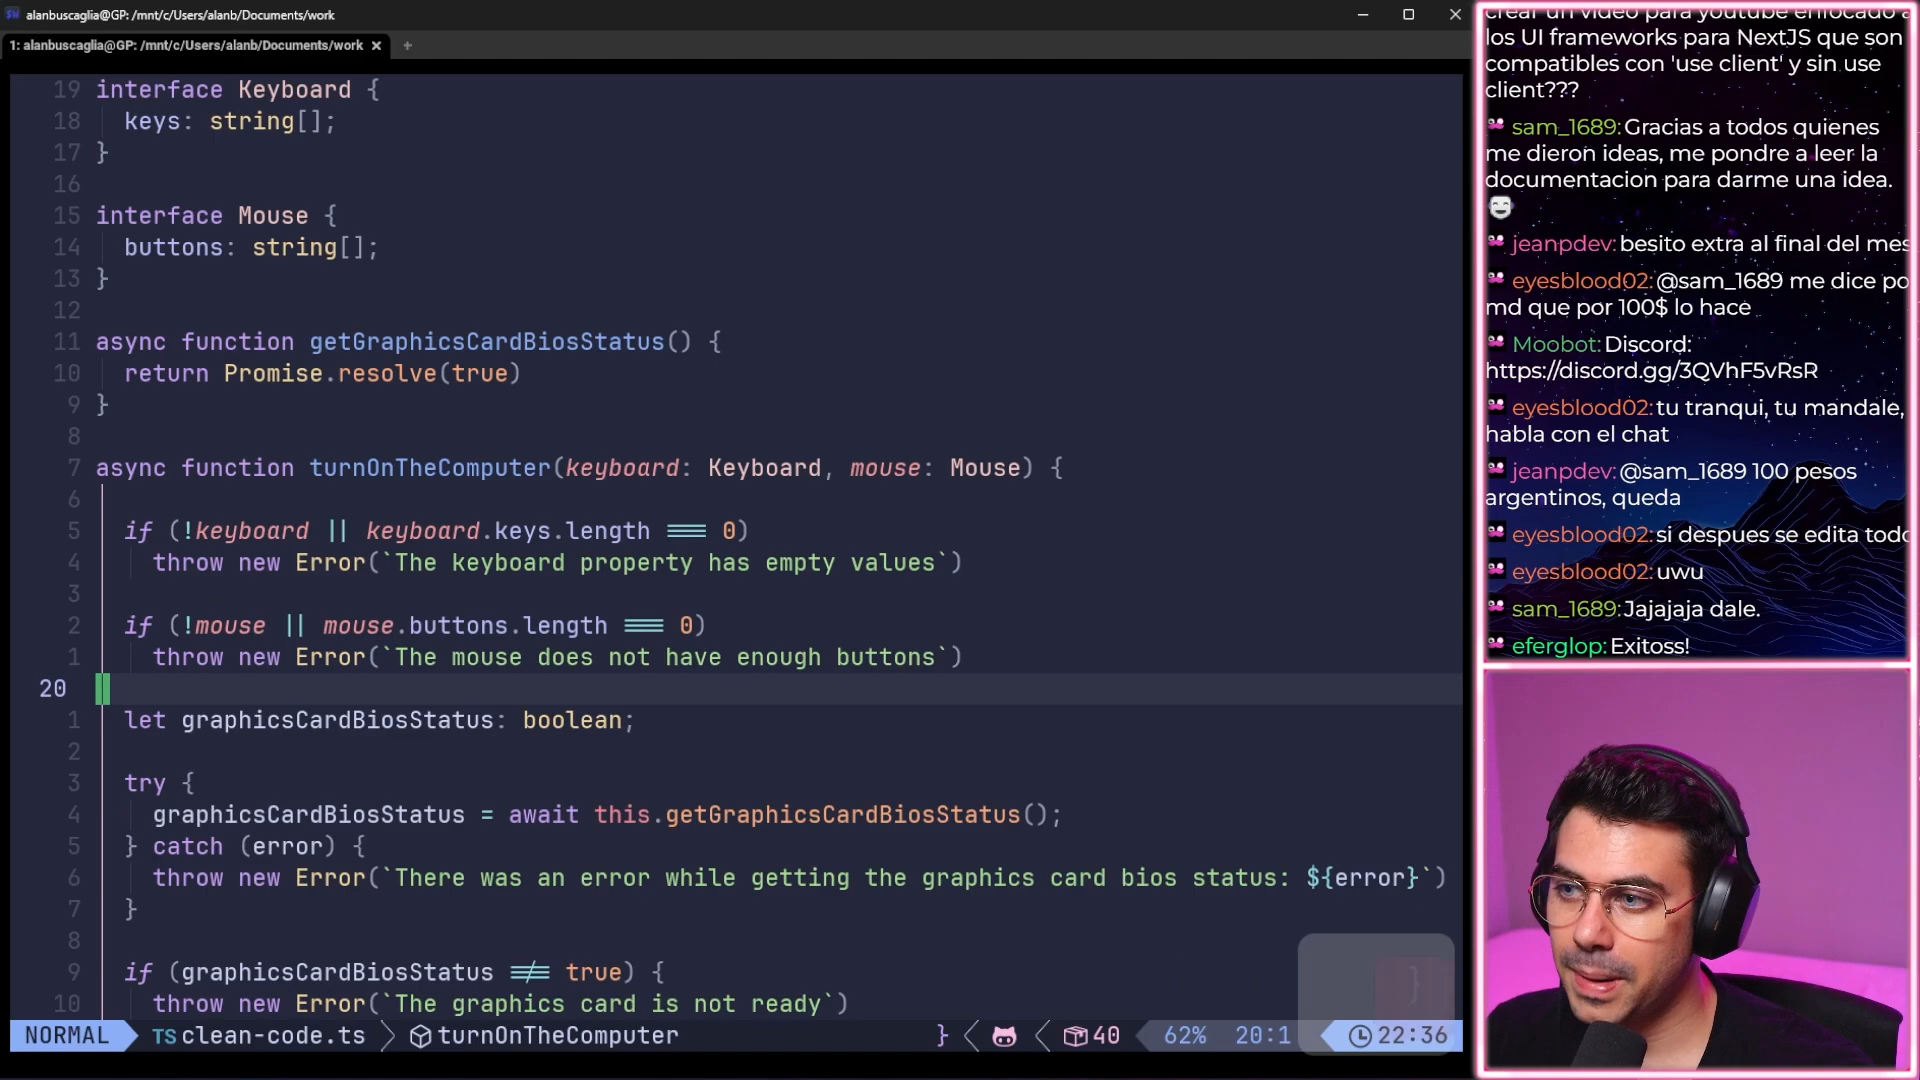 alanbuscaglia@GP: /mnt/c/Users/alanb/Documents/work
1: alanbuscaglia@GP: /mnt/c/Users/alanb/Documents/work × +
19 interface Keyboard {
18 keys: string[];
17 }
16
15 interface Mouse {
14 buttons: string[];
13 }
12
11 async function getGraphicsCardBiosStatus() {
10 return Promise.resolve(true)
9 }
8
7 async function turnOnTheComputer(keyboard: Keyboard, mouse: Mouse) {
6
5 if (!keyboard || keyboard.keys.length === 0)
4 throw new Error(`The keyboard property has empty values`)
3
2 if (!mouse || mouse.buttons.length === 0)
1 throw new Error(`The mouse does not have enough buttons`)
20
1 let graphicsCardBiosStatus: boolean;
2
3 try {
4 graphicsCardBiosStatus = await this.getGraphicsCardBiosStatus();
5 } catch (error) {
6 throw new Error(`There was an error while getting the graphics card bios status: ${error}`)
7 }
8
9 if (graphicsCardBiosStatus !== true) {
10 throw new Error(`The graphics card is not ready`)
NORMAL TS clean-code.ts turnOnTheComputer } 40 62% 20:1 22:36
}
crear un video para youtube enfocado a
los UI frameworks para NextJS que son
compatibles con 'use client' y sin use
client???
sam_1689: Gracias a todos quienes
me dieron ideas, me pondre a leer la
documentacion para darme una idea.
jeanpdev: besito extra al final del mes
eyesblood02: @sam_1689 me dice po
md que por 100$ lo hace
Moobot: Discord:
https://discord.gg/3QVhF5vRsR
eyesblood02: tu tranqui, tu mandale,
habla con el chat
jeanpdev: @sam_1689 100 pesos
argentinos, queda
eyesblood02: si despues se edita todo
eyesblood02: uwu
sam_1689: Jajajaja dale.
eferglop: Exitoss!